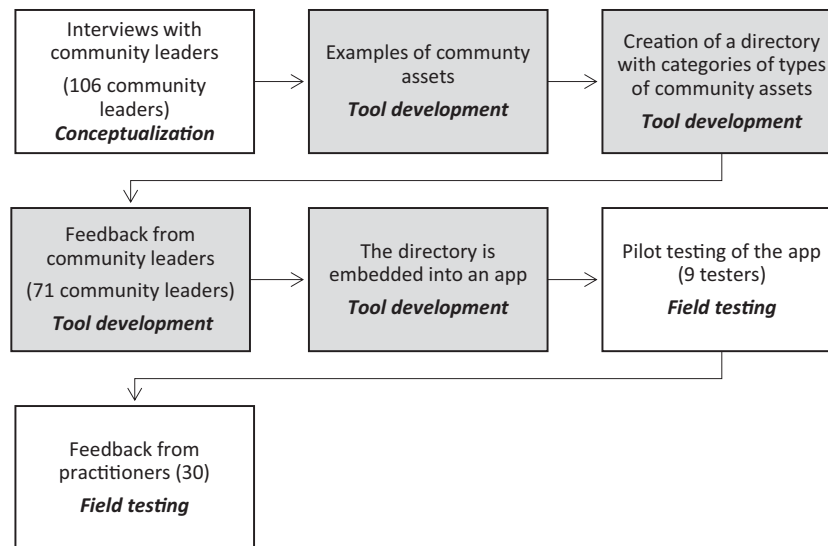 Interviews with
community leaders
(106 community
leaders)
Conceptualization
Examples of communty
assets
Tool development
Creation of a directory
with categories of types
of community assets
Tool development
Feedback from
community leaders
(71 community leaders)
Tool development
The directory is
embedded into an app
Tool development
Pilot testing of the app
(9 testers)
Field testing
Feedback from
practitioners (30)
Field testing